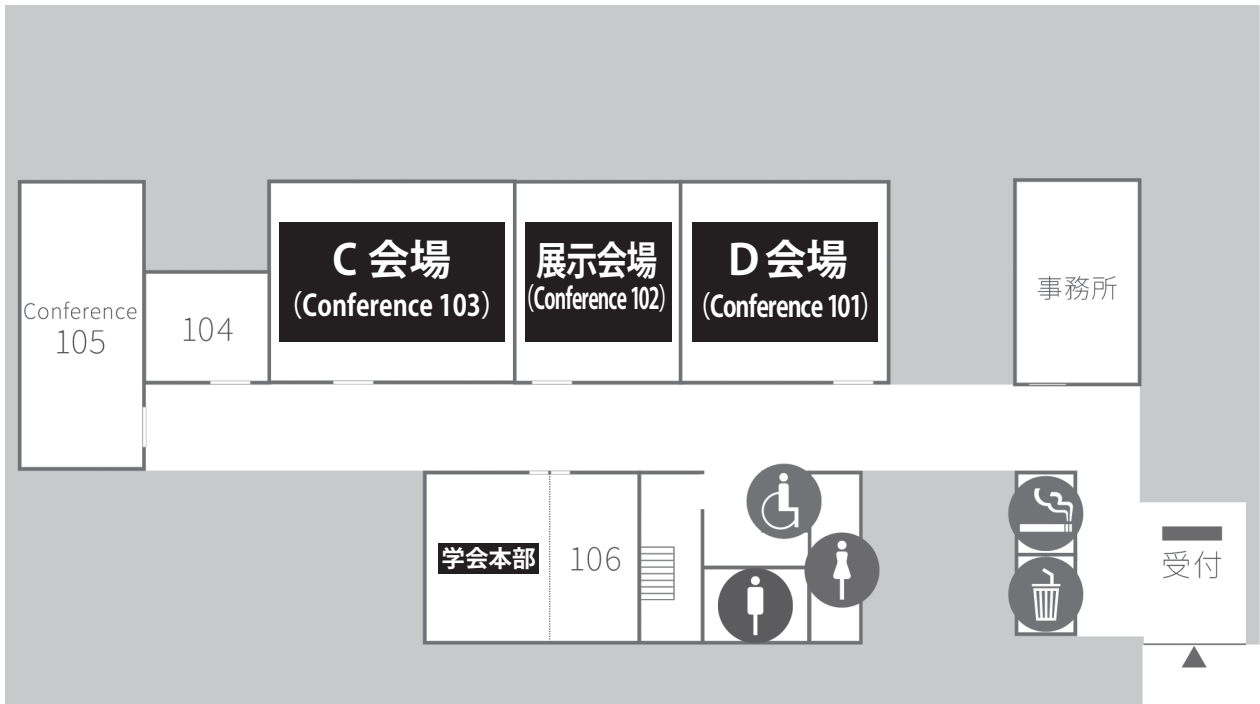 C 会場
(Conference 103)
展示会場
(Conference 102)
D 会場
(Conference 101)
事務所
Conference
105
104
学会本部
106
受付